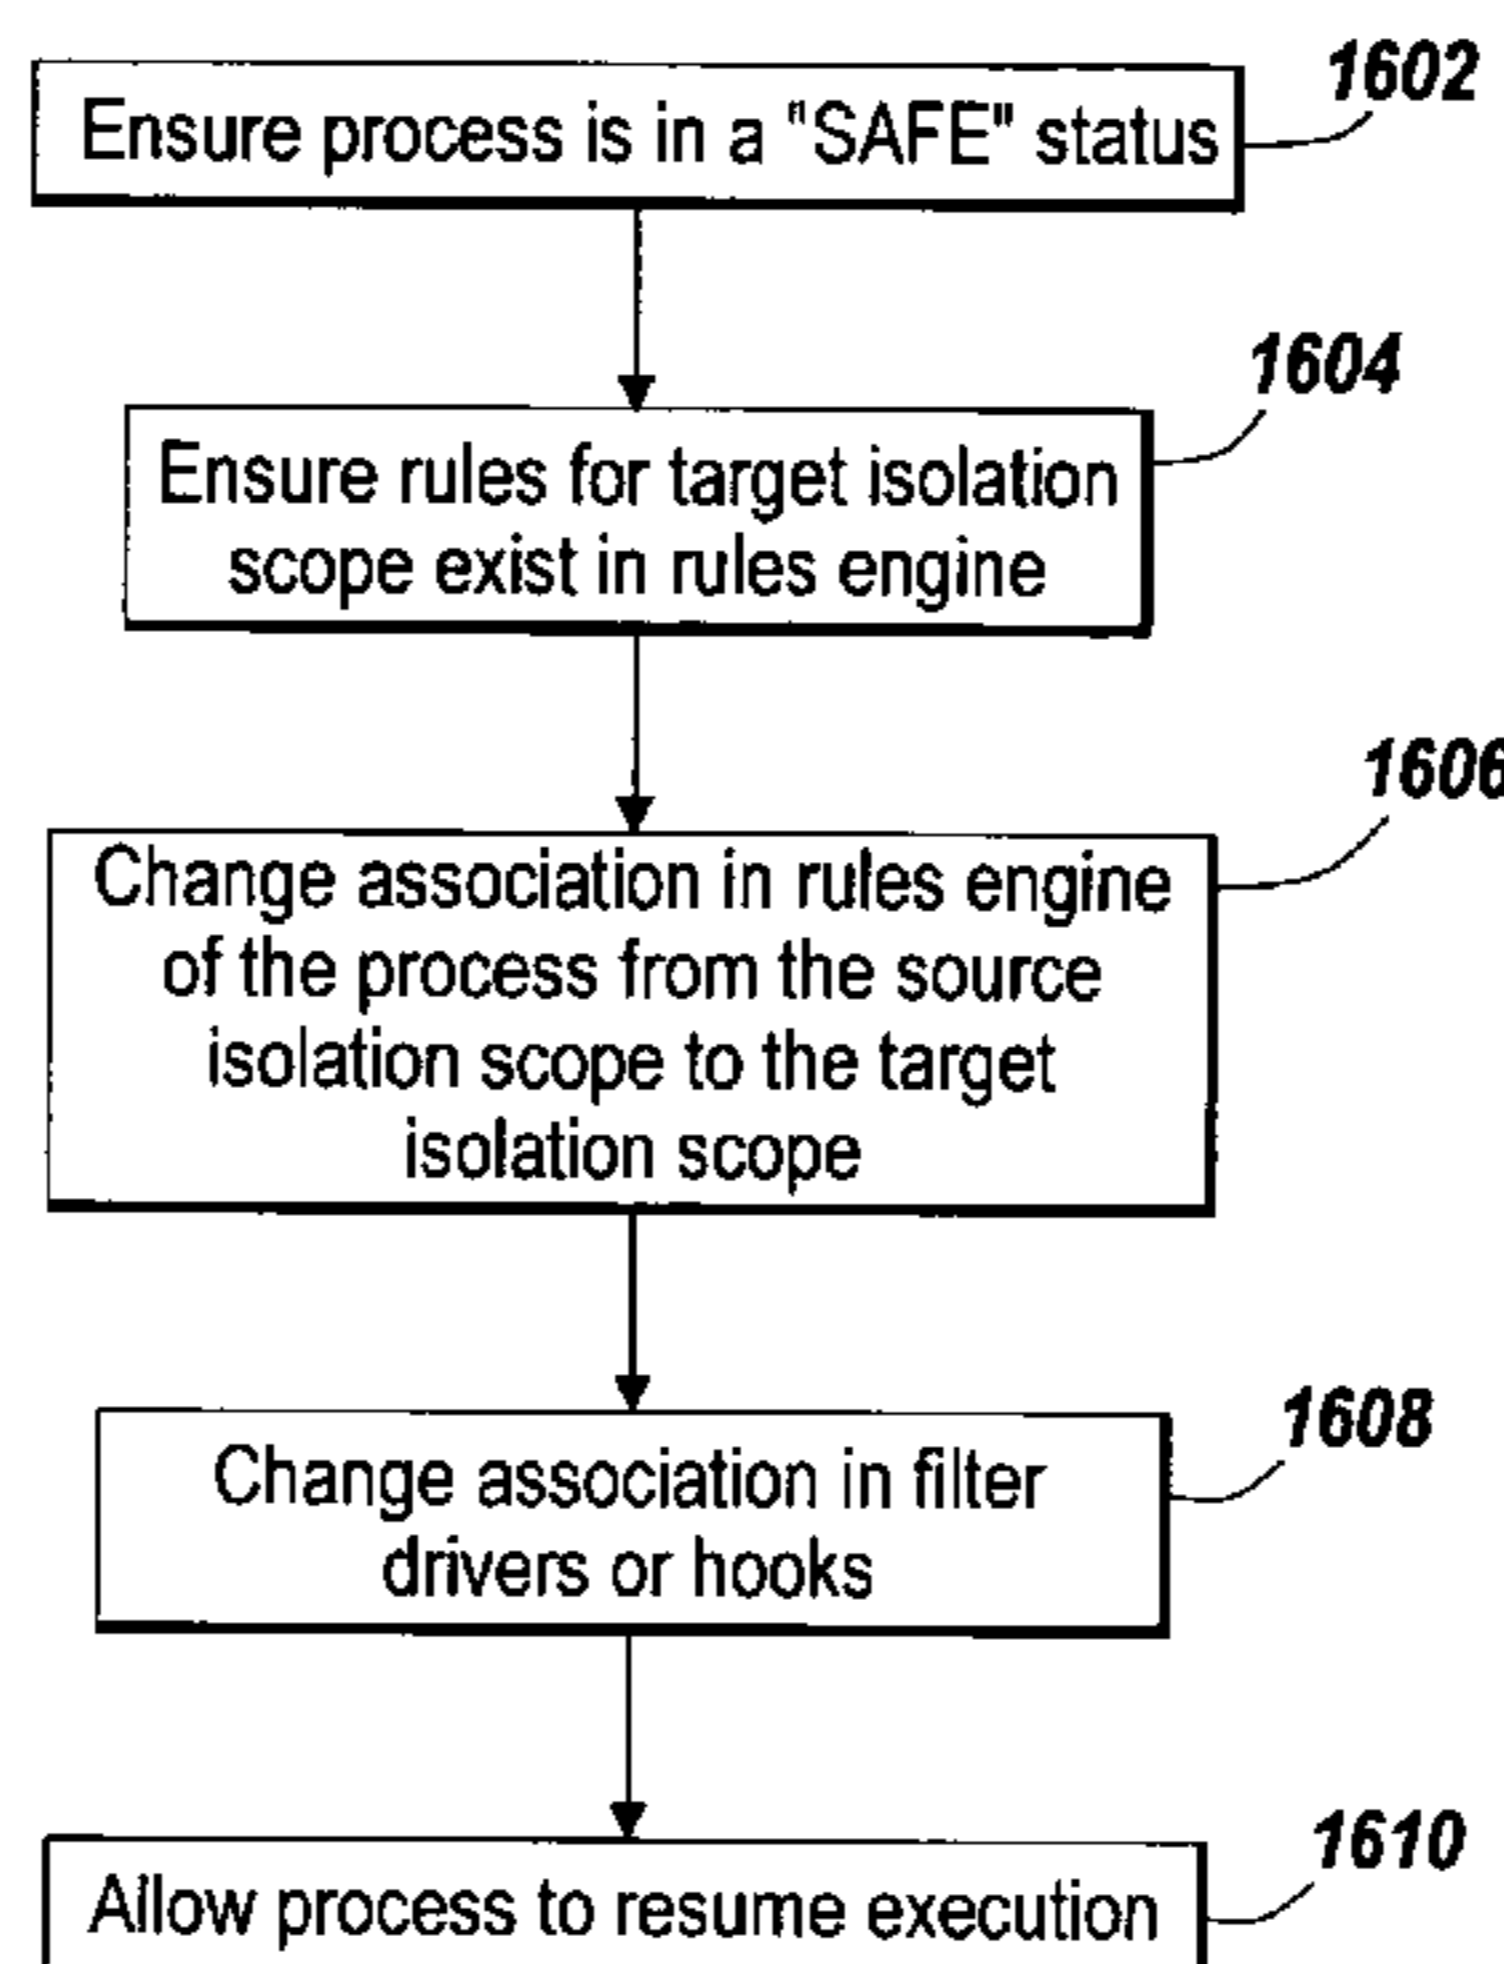 1602
Ensure process is in a "SAFE" status
1604
Ensure rules for target isolation
scope exist in rules engine
1606
Change association in rules engine
of the process from the source
isolation scope to the target
isolation scope
1608
Change association in filter
drivers or hooks
1610
Allow process to resume execution